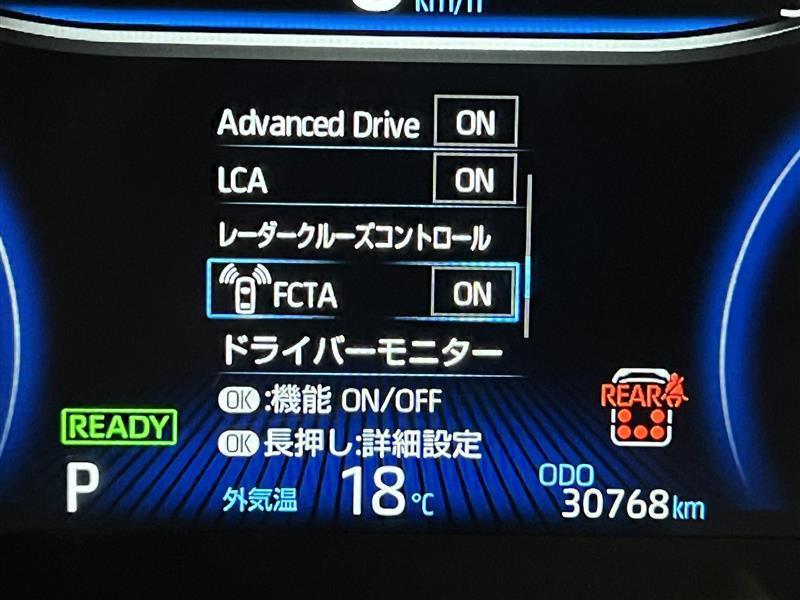 km/h
Advanced Drive ON
LCA ON
レーダークルーズコントロール
FCTA ON
ドライバーモニター
OK:機能 ON/OFF
OK長押し:詳細設定
REAR
READY
P
外気温 18℃
ODO
30768km